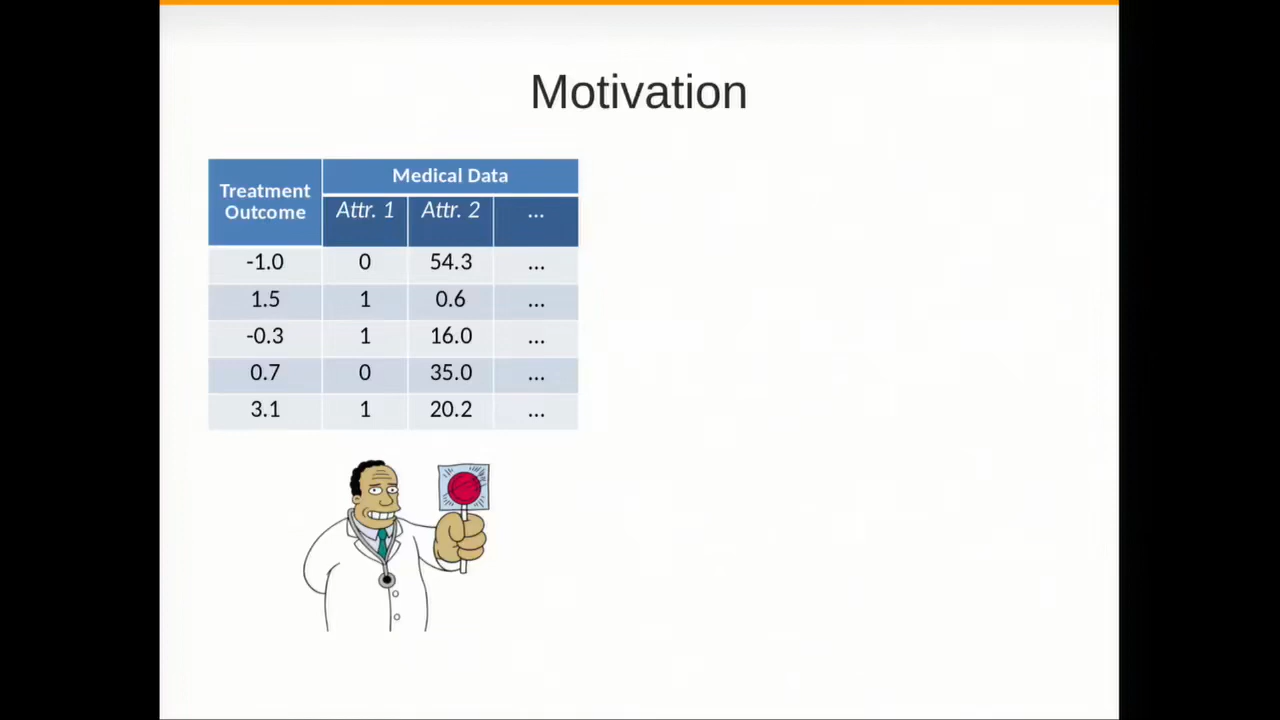 Motivation
Treatment Outcome | Medical Data
Attr. 1 | Attr. 2 | ...
-1.0 | 0 | 54.3 | ...
1.5 | 1 | 0.6 | ...
-0.3 | 1 | 16.0 | ...
0.7 | 0 | 35.0 | ...
3.1 | 1 | 20.2 | ...